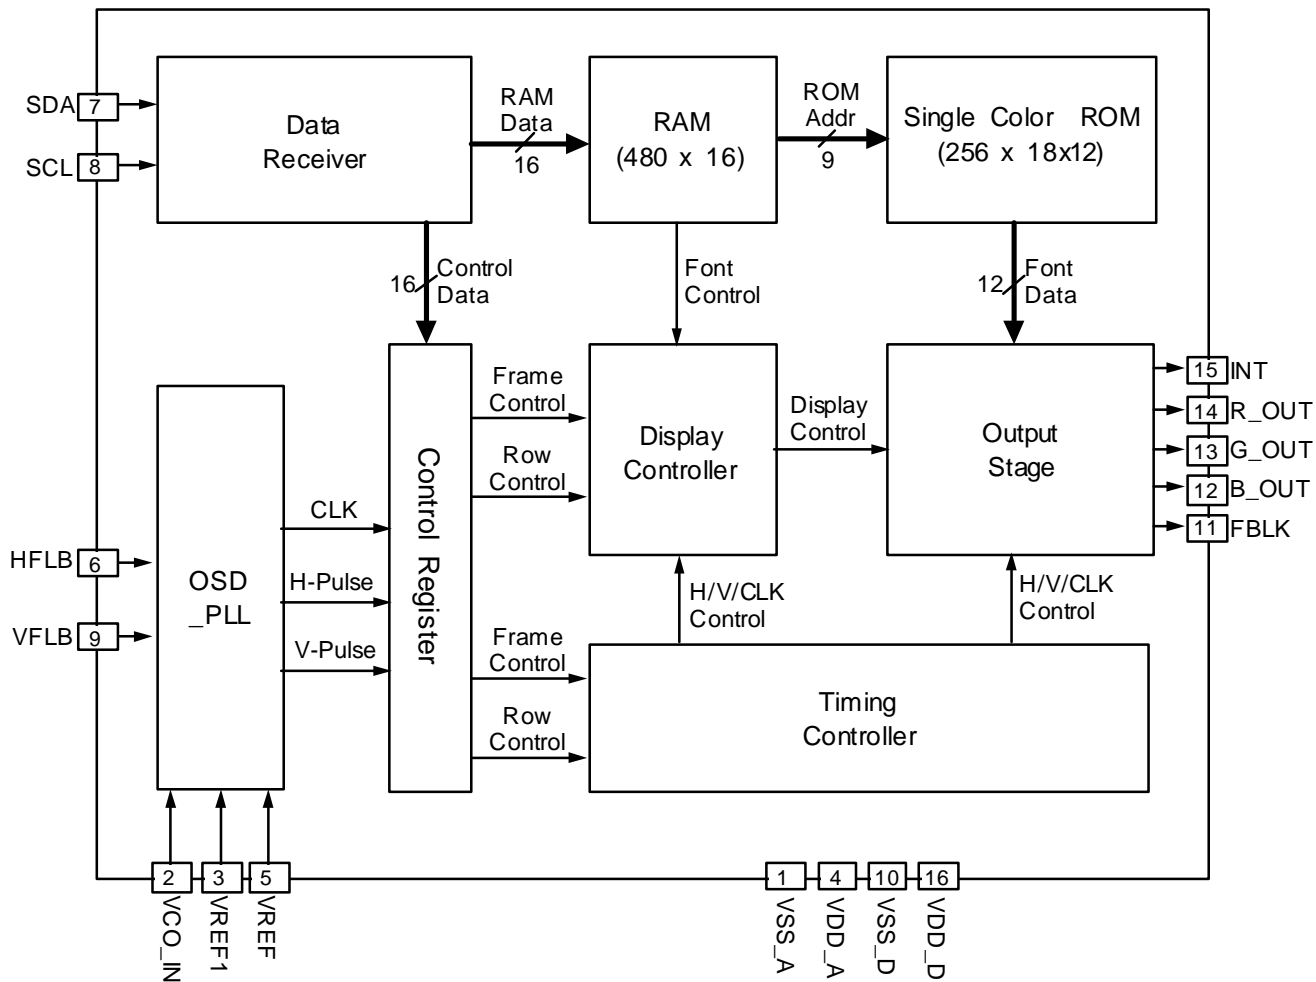 SDA
7
SCL
8
Data
Receiver
RAM
Data
16
RAM
(480 x 16)
ROM
Addr
9
Single Color ROM
(256 x 18x12)
16
Control
Data
Font
Control
12
Font
Data
Frame
Control
Row
Control
Display
Controller
Display
Control
Output
Stage
15
INT
14
R_OUT
13
G_OUT
12
B_OUT
11
FBLK
HFLB
6
VFLB
9
OSD
_PLL
CLK
H-Pulse
V-Pulse
Control Register
Frame
Control
Row
Control
H/V/CLK
Control
H/V/CLK
Control
Timing
Controller
2
VCO_IN
3
VREF1
5
VREF
1
VSS_A
4
VDD_A
10
VSS_D
16
VDD_D